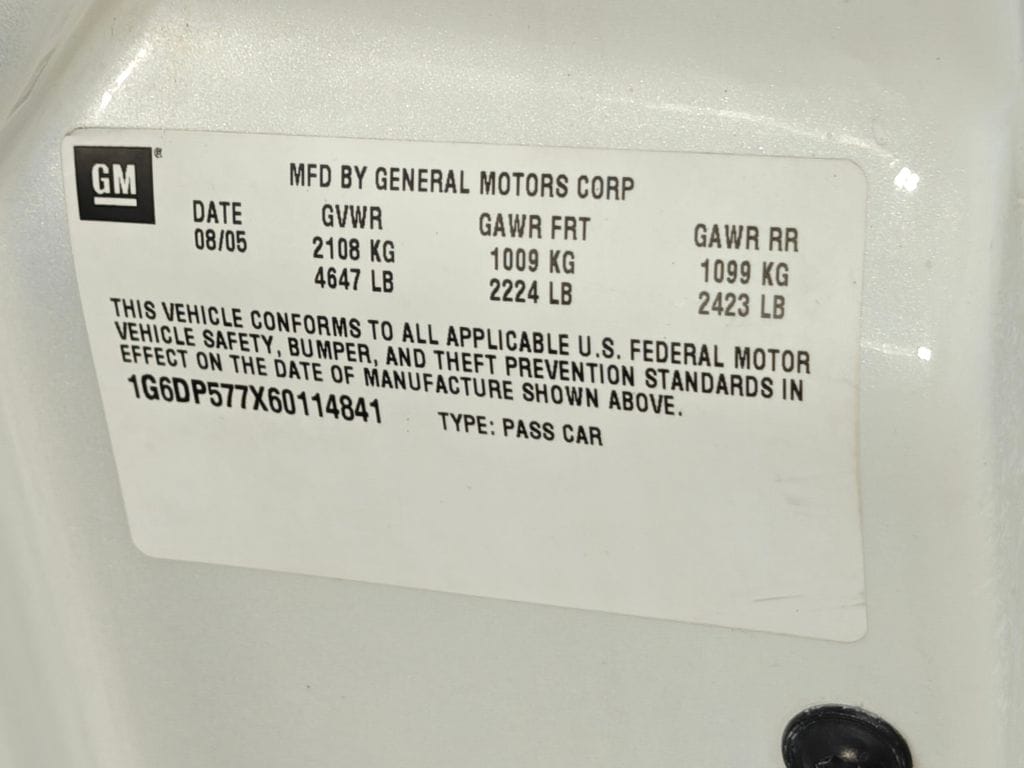 GM®
MFD BY GENERAL MOTORS CORP
DATE GVWR GAWR FRT GAWR RR
08/05 2108 KG 1009 KG 1099 KG
4647 LB 2224 LB 2423 LB
THIS VEHICLE CONFORMS TO ALL APPLICABLE U.S. FEDERAL MOTOR
VEHICLE SAFETY, BUMPER, AND THEFT PREVENTION STANDARDS IN
EFFECT ON THE DATE OF MANUFACTURE SHOWN ABOVE.
1G6DP577X60114841 TYPE: PASS CAR